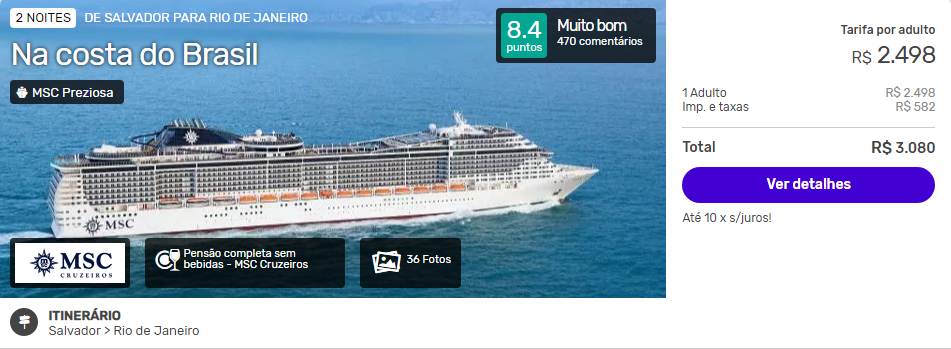 2 NOITES DE SALVADOR PARA RIO DE JANEIRO
Na costa do Brasil
MSC Preziosa
8.4
puntos
Muito bom
470 comentários
MSC
MSC
CRUZEIROS
Pensão completa sem
bebidas - MSC Cruzeiros
36 Fotos
ITINERÁRIO
Salvador > Rio de Janeiro
Tarifa por adulto
R$ 2.498
1 Adulto R$ 2.498
Imp. e taxas R$ 582
Total R$ 3.080
Ver detalhes
Até 10 x s/juros!